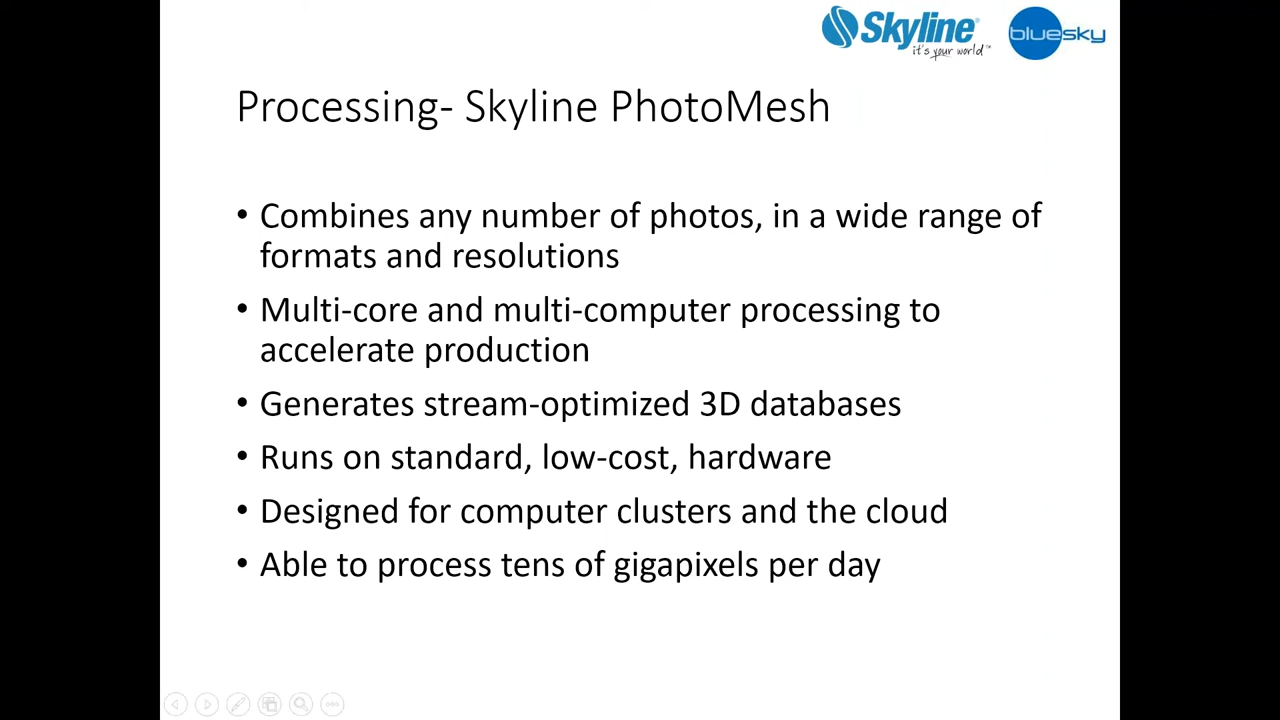 Skyline
it's your world™
bluesky
Processing- Skyline PhotoMesh
• Combines any number of photos, in a wide range of
formats and resolutions
• Multi-core and multi-computer processing to
accelerate production
• Generates stream-optimized 3D databases
• Runs on standard, low-cost, hardware
• Designed for computer clusters and the cloud
• Able to process tens of gigapixels per day